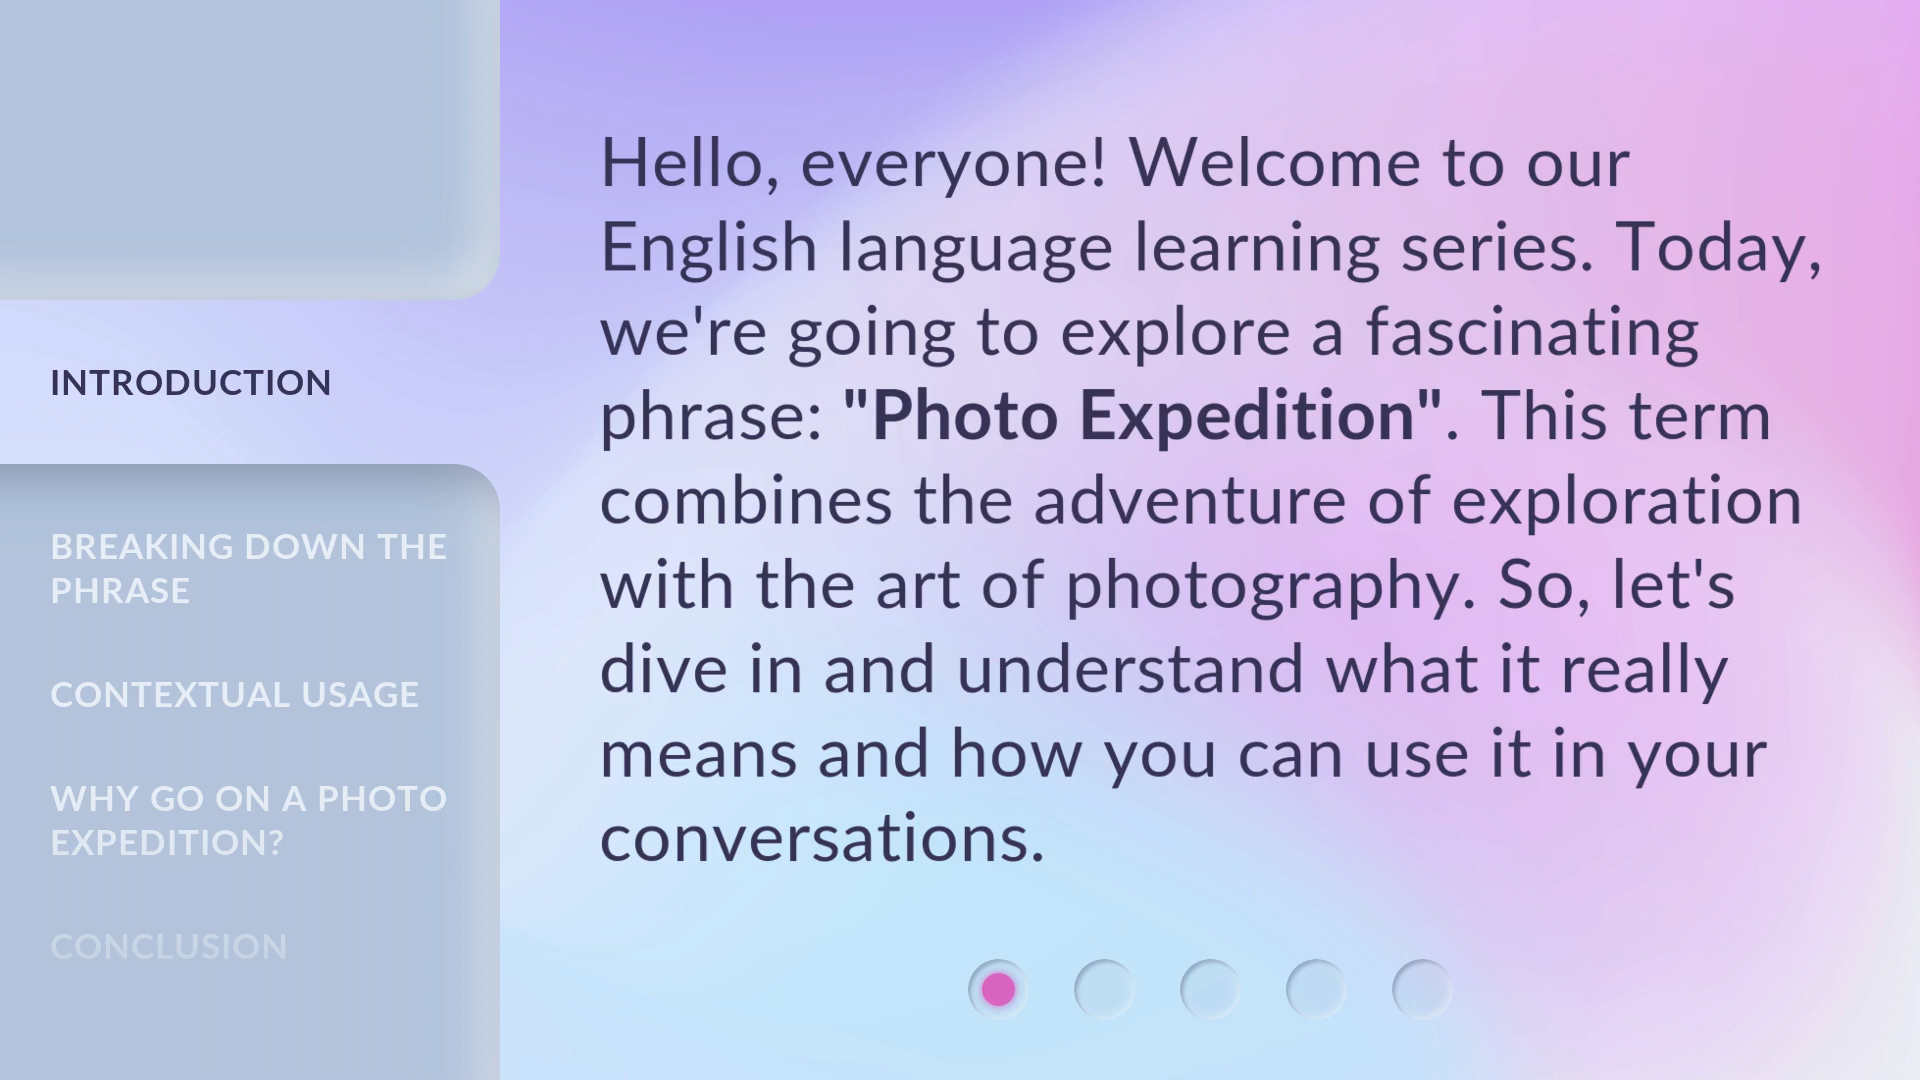 INTRODUCTION
BREAKING DOWN THE
PHRASE
CONTEXTUAL USAGE
WHY GO ON A PHOTO
EXPEDITION?
CONCLUSION
Hello, everyone! Welcome to our
English language learning series. Today,
we're going to explore a fascinating
phrase: "Photo Expedition". This term
combines the adventure of exploration
with the art of photography. So, let's
dive in and understand what it really
means and how you can use it in your
conversations.